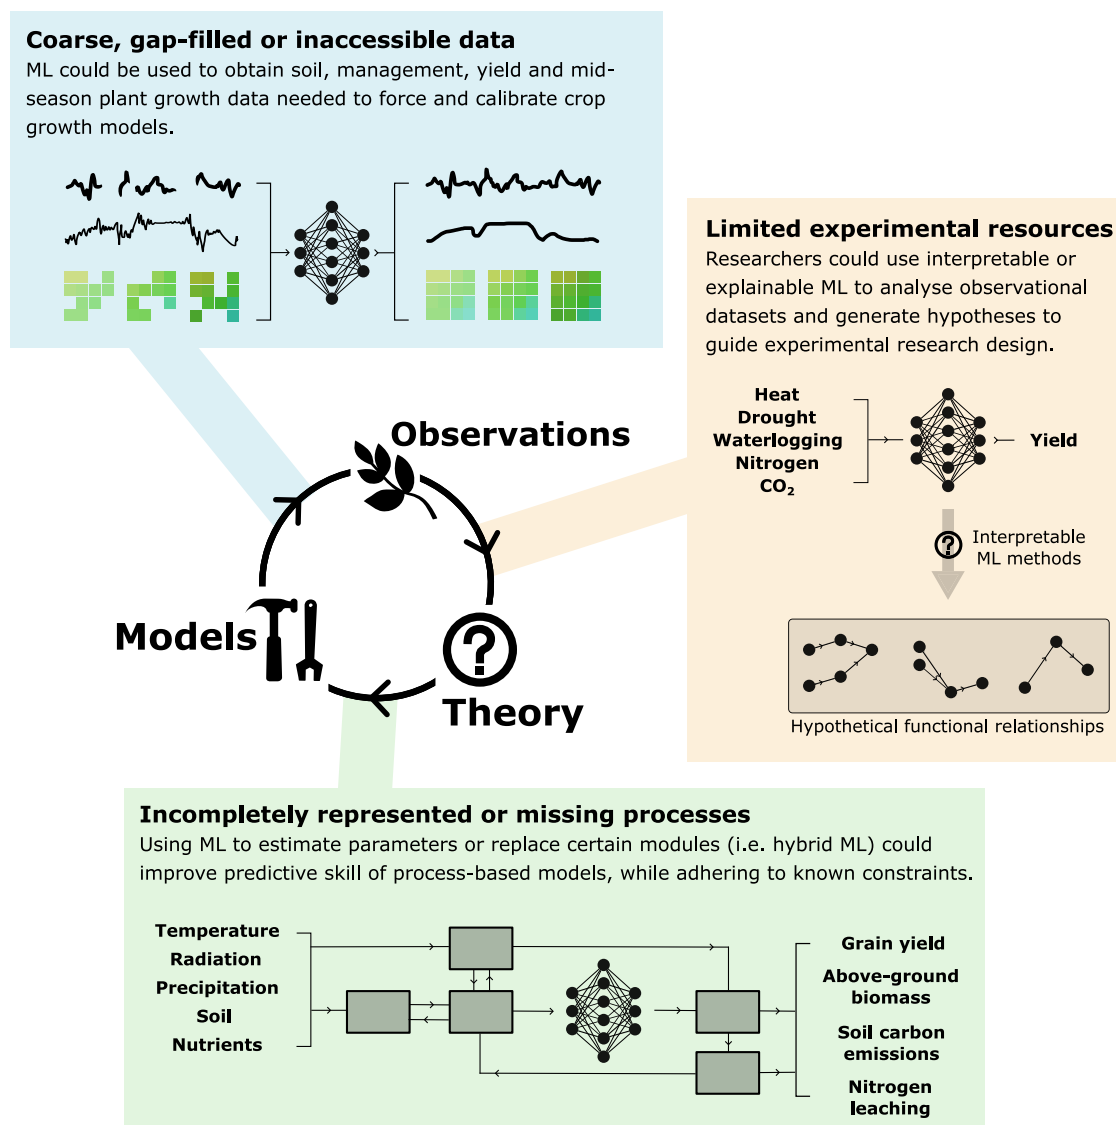 Coarse, gap-filled or inaccessible data
ML could be used to obtain soil, management, yield and mid-
season plant growth data needed to force and calibrate crop
growth models.
Limited experimental resources
Researchers could use interpretable or
explainable ML to analyse observational
datasets and generate hypotheses to
guide experimental research design.
Heat
Drought
Waterlogging
Nitrogen
CO₂
Yield
?
Interpretable
ML methods
Hypothetical functional relationships
Observations
Models
?
Theory
Incompletely represented or missing processes
Using ML to estimate parameters or replace certain modules (i.e. hybrid ML) could
improve predictive skill of process-based models, while adhering to known constraints.
Temperature
Radiation
Precipitation
Soil
Nutrients
Grain yield
Above-ground
biomass
Soil carbon
emissions
Nitrogen
leaching